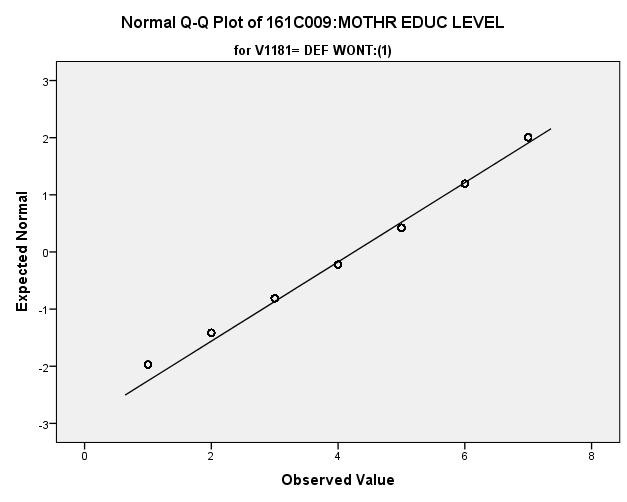 Normal Q-Q Plot of 161C009:MOTHR EDUC LEVEL
for V1181= DEF WONT:(1)
3
2
1
0
-1
-2
-3
Expected Normal
0 2 4 6 8
Observed Value